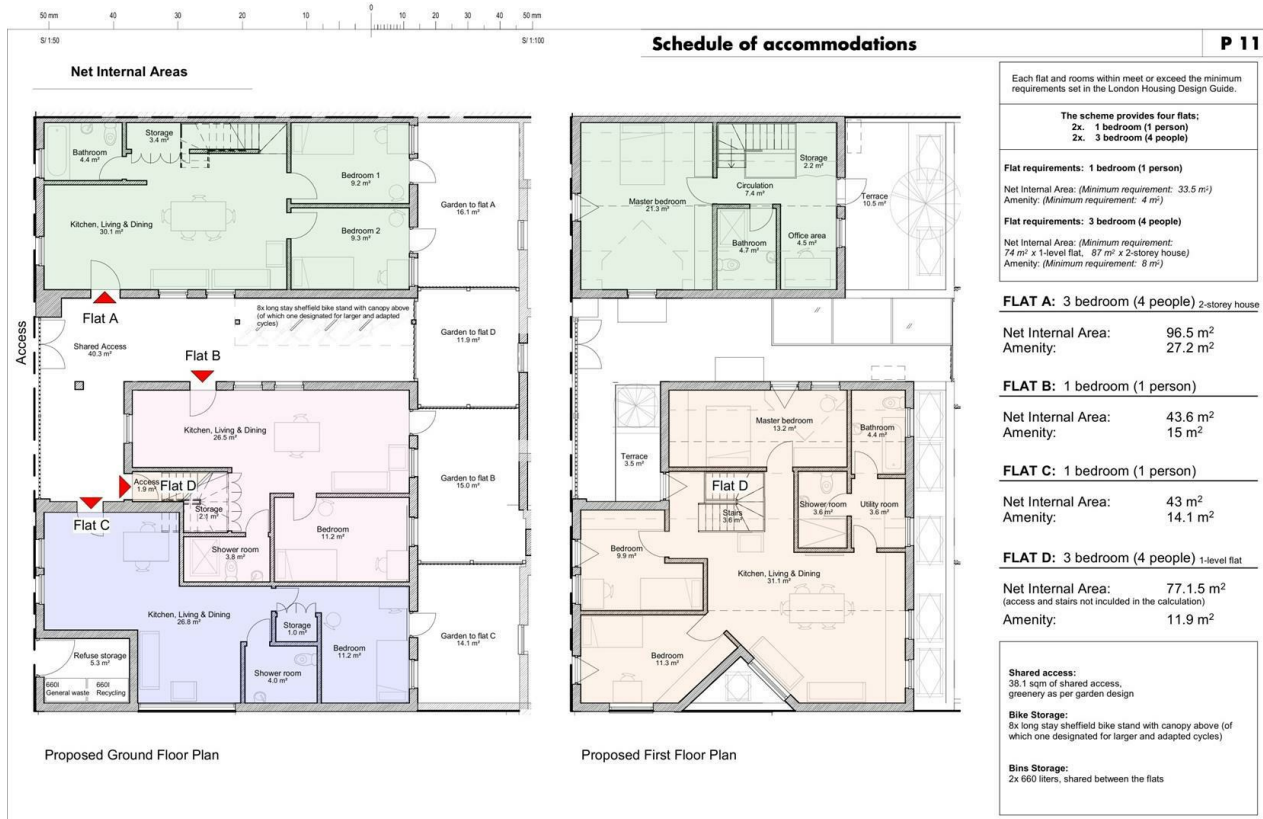 50 mm 40 30 20 10 0 10 20 30 40 50 mm
S/ 1:50 S/ 1:100
Schedule of accommodations P 11
Net Internal Areas
Bathroom
4.4 m²
Storage
3.4 m²
Bedroom 1
9.2 m²
Kitchen, Living & Dining
30.1 m²
Bedroom 2
9.3 m²
Garden to flat A
16.1 m²
Flat A
8x long stay sheffield bike stand with canopy above
(of which one designated for larger and adapted
cycles)
Access
Shared Access
40.3 m²
Garden to flat D
11.9 m²
Flat B
Kitchen, Living & Dining
26.5 m²
Access
1.9 m²
Flat D
Storage
2.1 m²
Garden to flat B
15.0 m²
Flat C
Bedroom
11.2 m²
Shower room
3.8 m²
Kitchen, Living & Dining
26.8 m²
Storage
1.0 m²
Bedroom
11.2 m²
Garden to flat C
14.1 m²
Refuse storage
5.3 m²
Shower room
4.0 m²
660l
General waste
660l
Recycling
Proposed Ground Floor Plan
Storage
2.2 m²
Circulation
7.4 m²
Master bedroom
21.3 m²
Terrace
10.5 m²
Bathroom
4.7 m²
Office area
4.5 m²
Master bedroom
13.2 m²
Bathroom
4.4 m²
Terrace
3.5 m²
Flat D
Stairs
3.6 m²
Shower room
3.6 m²
Utility room
3.6 m²
Bedroom
9.9 m²
Kitchen, Living & Dining
31.1 m²
Bedroom
11.3 m²
Proposed First Floor Plan
Each flat and rooms within meet or exceed the minimum
requirements set in the London Housing Design Guide.
The scheme provides four flats;
2x. 1 bedroom (1 person)
2x. 3 bedroom (4 people)
Flat requirements: 1 bedroom (1 person)
Net Internal Area: (Minimum requirement: 33.5 m²)
Amenity: (Minimum requirement: 4 m²)
Flat requirements: 3 bedroom (4 people)
Net Internal Area: (Minimum requirement:
74 m² x 1-level flat, 87 m² x 2-storey house)
Amenity: (Minimum requirement: 8 m²)
FLAT A: 3 bedroom (4 people) 2-storey house
Net Internal Area: 96.5 m²
Amenity: 27.2 m²
FLAT B: 1 bedroom (1 person)
Net Internal Area: 43.6 m²
Amenity: 15 m²
FLAT C: 1 bedroom (1 person)
Net Internal Area: 43 m²
Amenity: 14.1 m²
FLAT D: 3 bedroom (4 people) 1-level flat
Net Internal Area: 77.1.5 m²
(access and stairs not inculded in the calculation)
Amenity: 11.9 m²
Shared access:
38.1 sqm of shared access,
greenery as per garden design
Bike Storage:
8x long stay sheffield bike stand with canopy above (of
which one designated for larger and adapted cycles)
Bins Storage:
2x 660 liters, shared between the flats